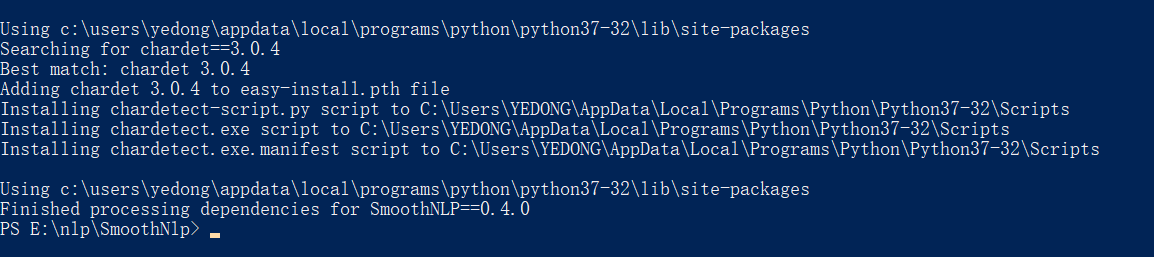 Using c:\users\yedong\appdata\local\programs\python\python37-32\lib\site-packages
Searching for chardet==3.0.4
Best match: chardet 3.0.4
Adding chardet 3.0.4 to easy-install.pth file
Installing chardetect-script.py script to C:\Users\YEDONG\AppData\Local\Programs\Python\Python37-32\Scripts
Installing chardetect.exe script to C:\Users\YEDONG\AppData\Local\Programs\Python\Python37-32\Scripts
Installing chardetect.exe.manifest script to C:\Users\YEDONG\AppData\Local\Programs\Python\Python37-32\Scripts
Using c:\users\yedong\appdata\local\programs\python\python37-32\lib\site-packages
Finished processing dependencies for SmoothNLP==0.4.0
PS E:\nlp\SmoothNlp>